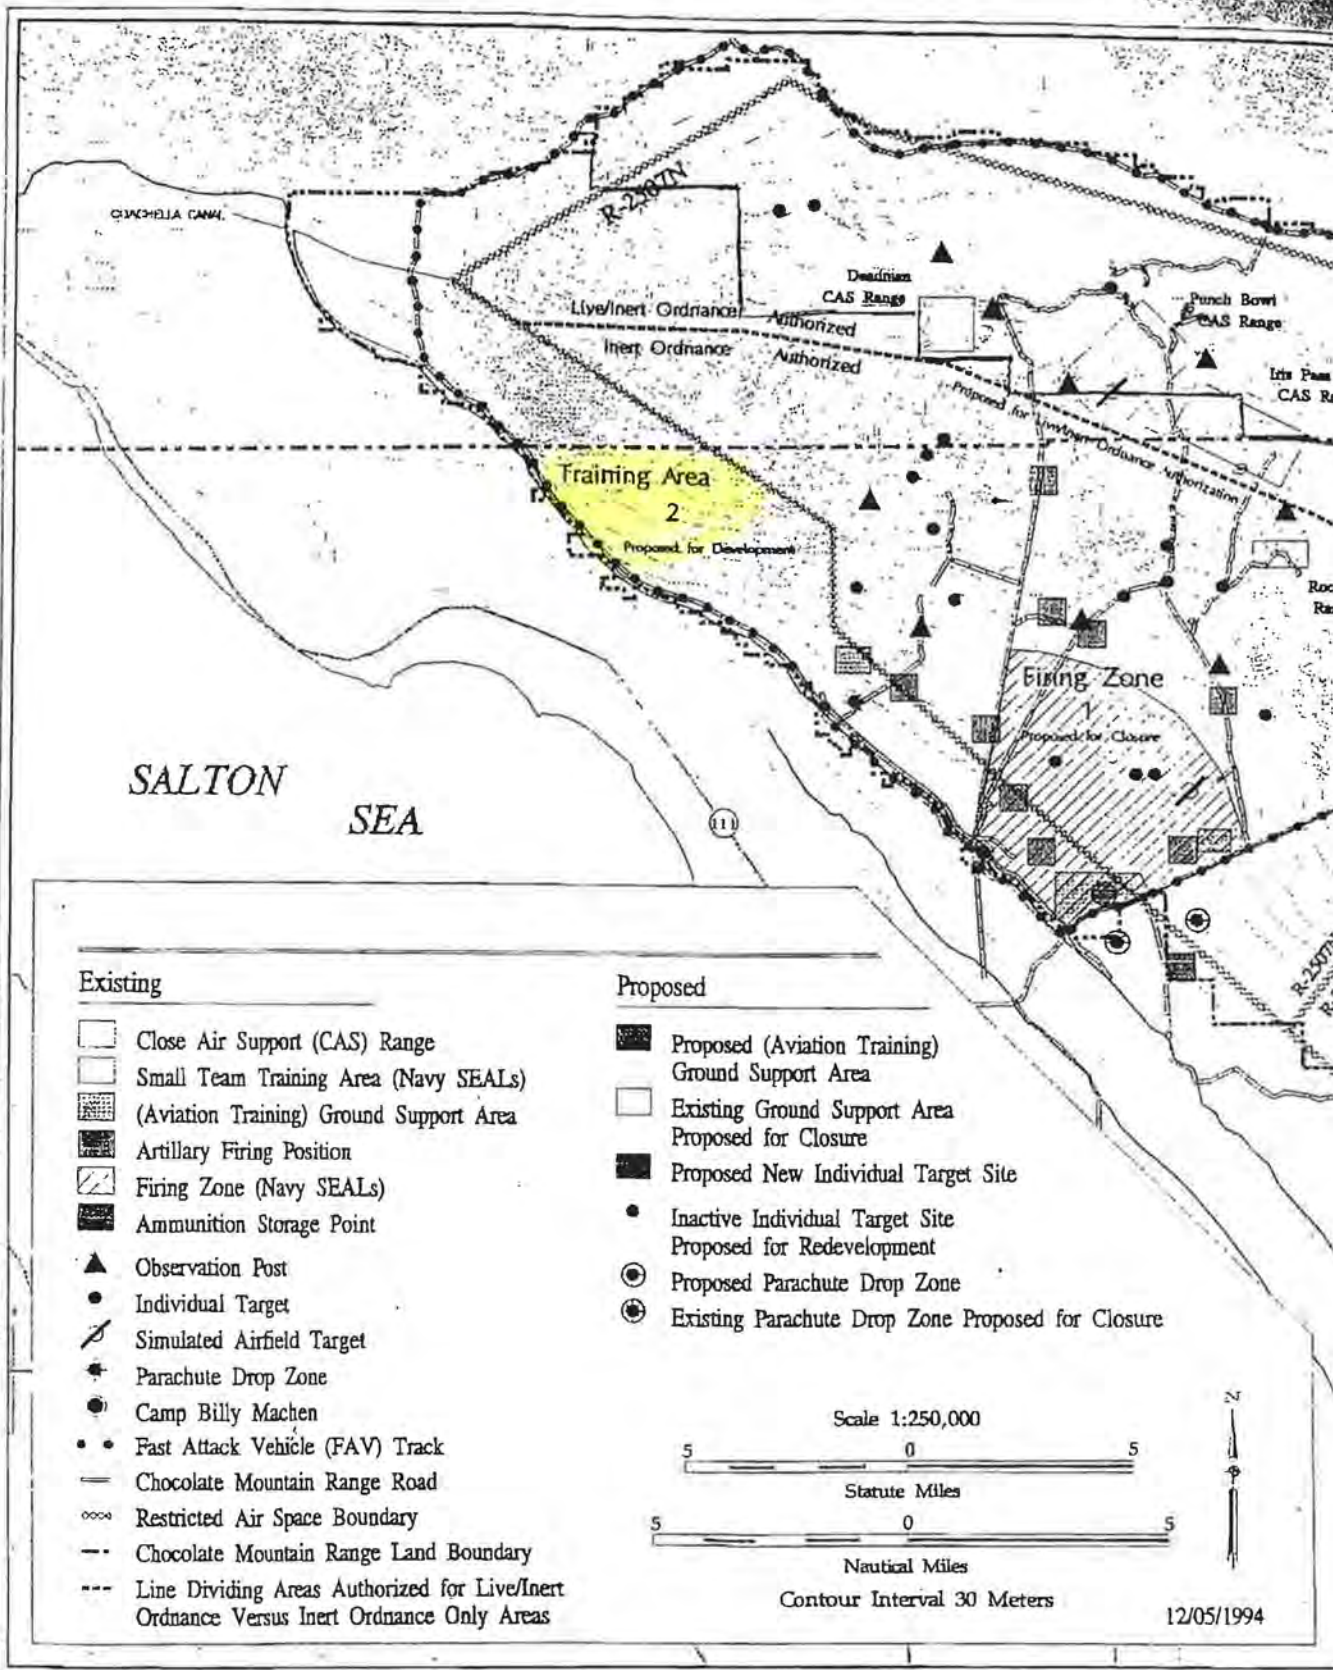 COACHELLA CANAL
R-2507N
Deadman
CAS Range
Punch Bowl
CAS Range
Live/Inert Ordnance Authorized
Inert Ordnance Authorized
Iris Pass
CAS Ra
Proposed for Live/Inert Ordnance Authorization
Training Area
2
Proposed for Development
Roc
Ra
Firing Zone
1
Proposed for Closure
SALTON
SEA
111
R-2507N
R-
Existing
Close Air Support (CAS) Range
Small Team Training Area (Navy SEALs)
(Aviation Training) Ground Support Area
Artillary Firing Position
Firing Zone (Navy SEALs)
Ammunition Storage Point
Observation Post
Individual Target
Simulated Airfield Target
Parachute Drop Zone
Camp Billy Machen
Fast Attack Vehicle (FAV) Track
Chocolate Mountain Range Road
Restricted Air Space Boundary
Chocolate Mountain Range Land Boundary
Line Dividing Areas Authorized for Live/Inert
Ordnance Versus Inert Ordnance Only Areas
Proposed
Proposed (Aviation Training)
Ground Support Area
Existing Ground Support Area
Proposed for Closure
Proposed New Individual Target Site
Inactive Individual Target Site
Proposed for Redevelopment
Proposed Parachute Drop Zone
Existing Parachute Drop Zone Proposed for Closure
Scale 1:250,000
5 0 5
Statute Miles
5 0 5
Nautical Miles
Contour Interval 30 Meters
N
12/05/1994